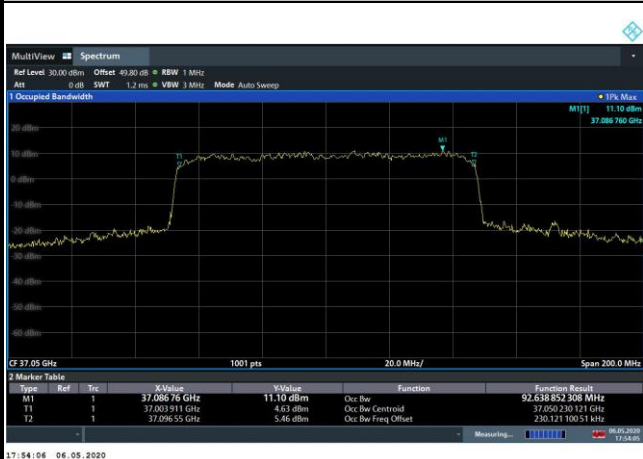 MultiView Spectrum
Ref Level 30.00 dBm Offset 49.80 dB RBW 1 MHz
Att 0 dB SWT 1.2 ms VBW 3 MHz Mode Auto Sweep
1 Occupied Bandwidth 1Pk Max
M1[1] 11.10 dBm
37.086 760 GHz
20 dBm
M1
10 dBm
T1
T2
0 dBm
-10 dBm
-20 dBm
-30 dBm
-40 dBm
-50 dBm
-60 dBm
CF 37.05 GHz 1001 pts 20.0 MHz/ Span 200.0 MHz
2 Marker Table
Type Ref Trc X-Value Y-Value Function Function Result
M1 1 37.086 76 GHz 11.10 dBm Occ Bw 92.638 852 308 MHz
T1 1 37.003 911 GHz 4.63 dBm Occ Bw Centroid 37.050 230 121 GHz
T2 1 37.096 55 GHz 5.46 dBm Occ Bw Freq Offset 230.121 100 51 kHz
Measuring... 06.05.2020
17:54:05
17:54:06 06.05.2020